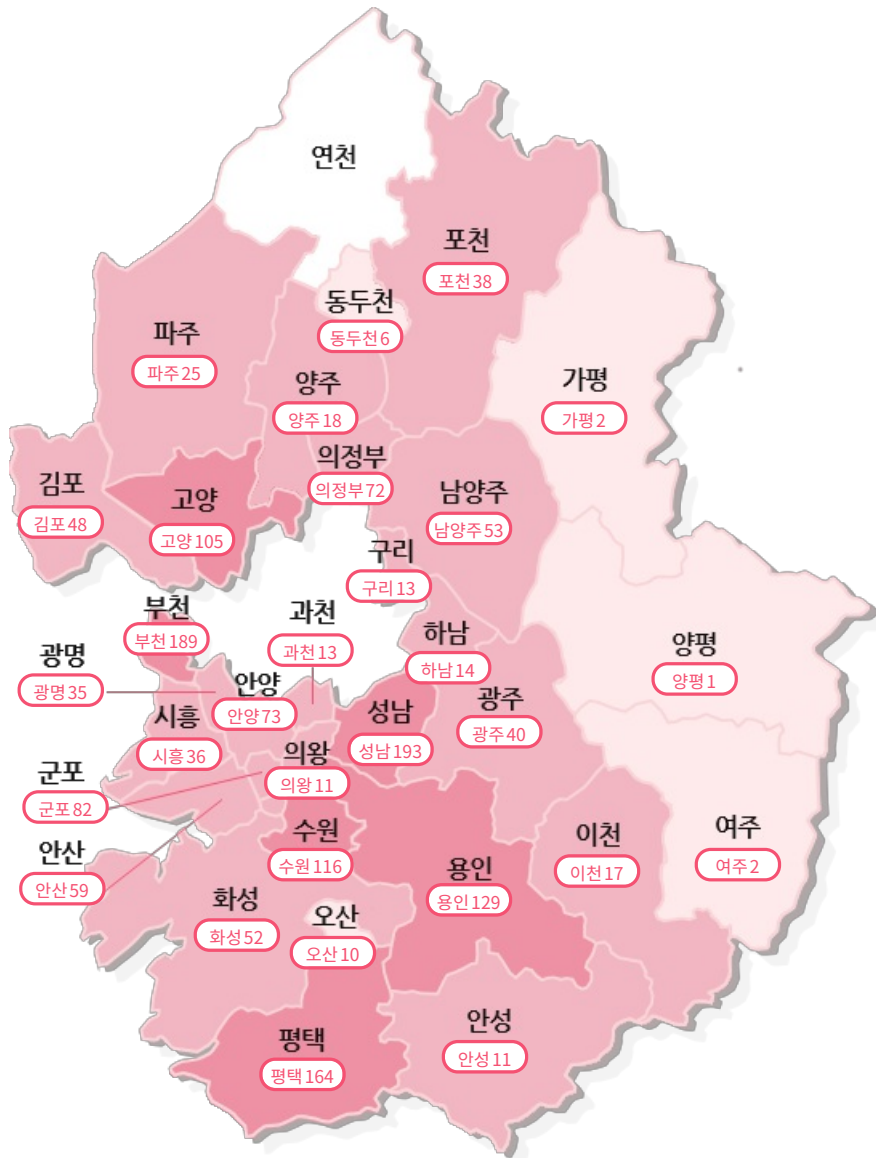 연천
포천
포천38
동두천
동두천6
파주
파주25
양주
양주18
가평
가평2
의정부
의정부72
김포
김포48
고양
고양105
남양주
남양주53
구리
구리13
부천
부천189
과천
과천13
하남
하남14
양평
양평1
광명
광명35
안양
안양73
시흥
시흥36
성남
성남193
광주
광주40
의왕
의왕11
군포
군포82
수원
수원116
이천
이천17
여주
여주2
안산
안산59
용인
용인129
화성
화성52
오산
오산10
안성
안성11
평택
평택164